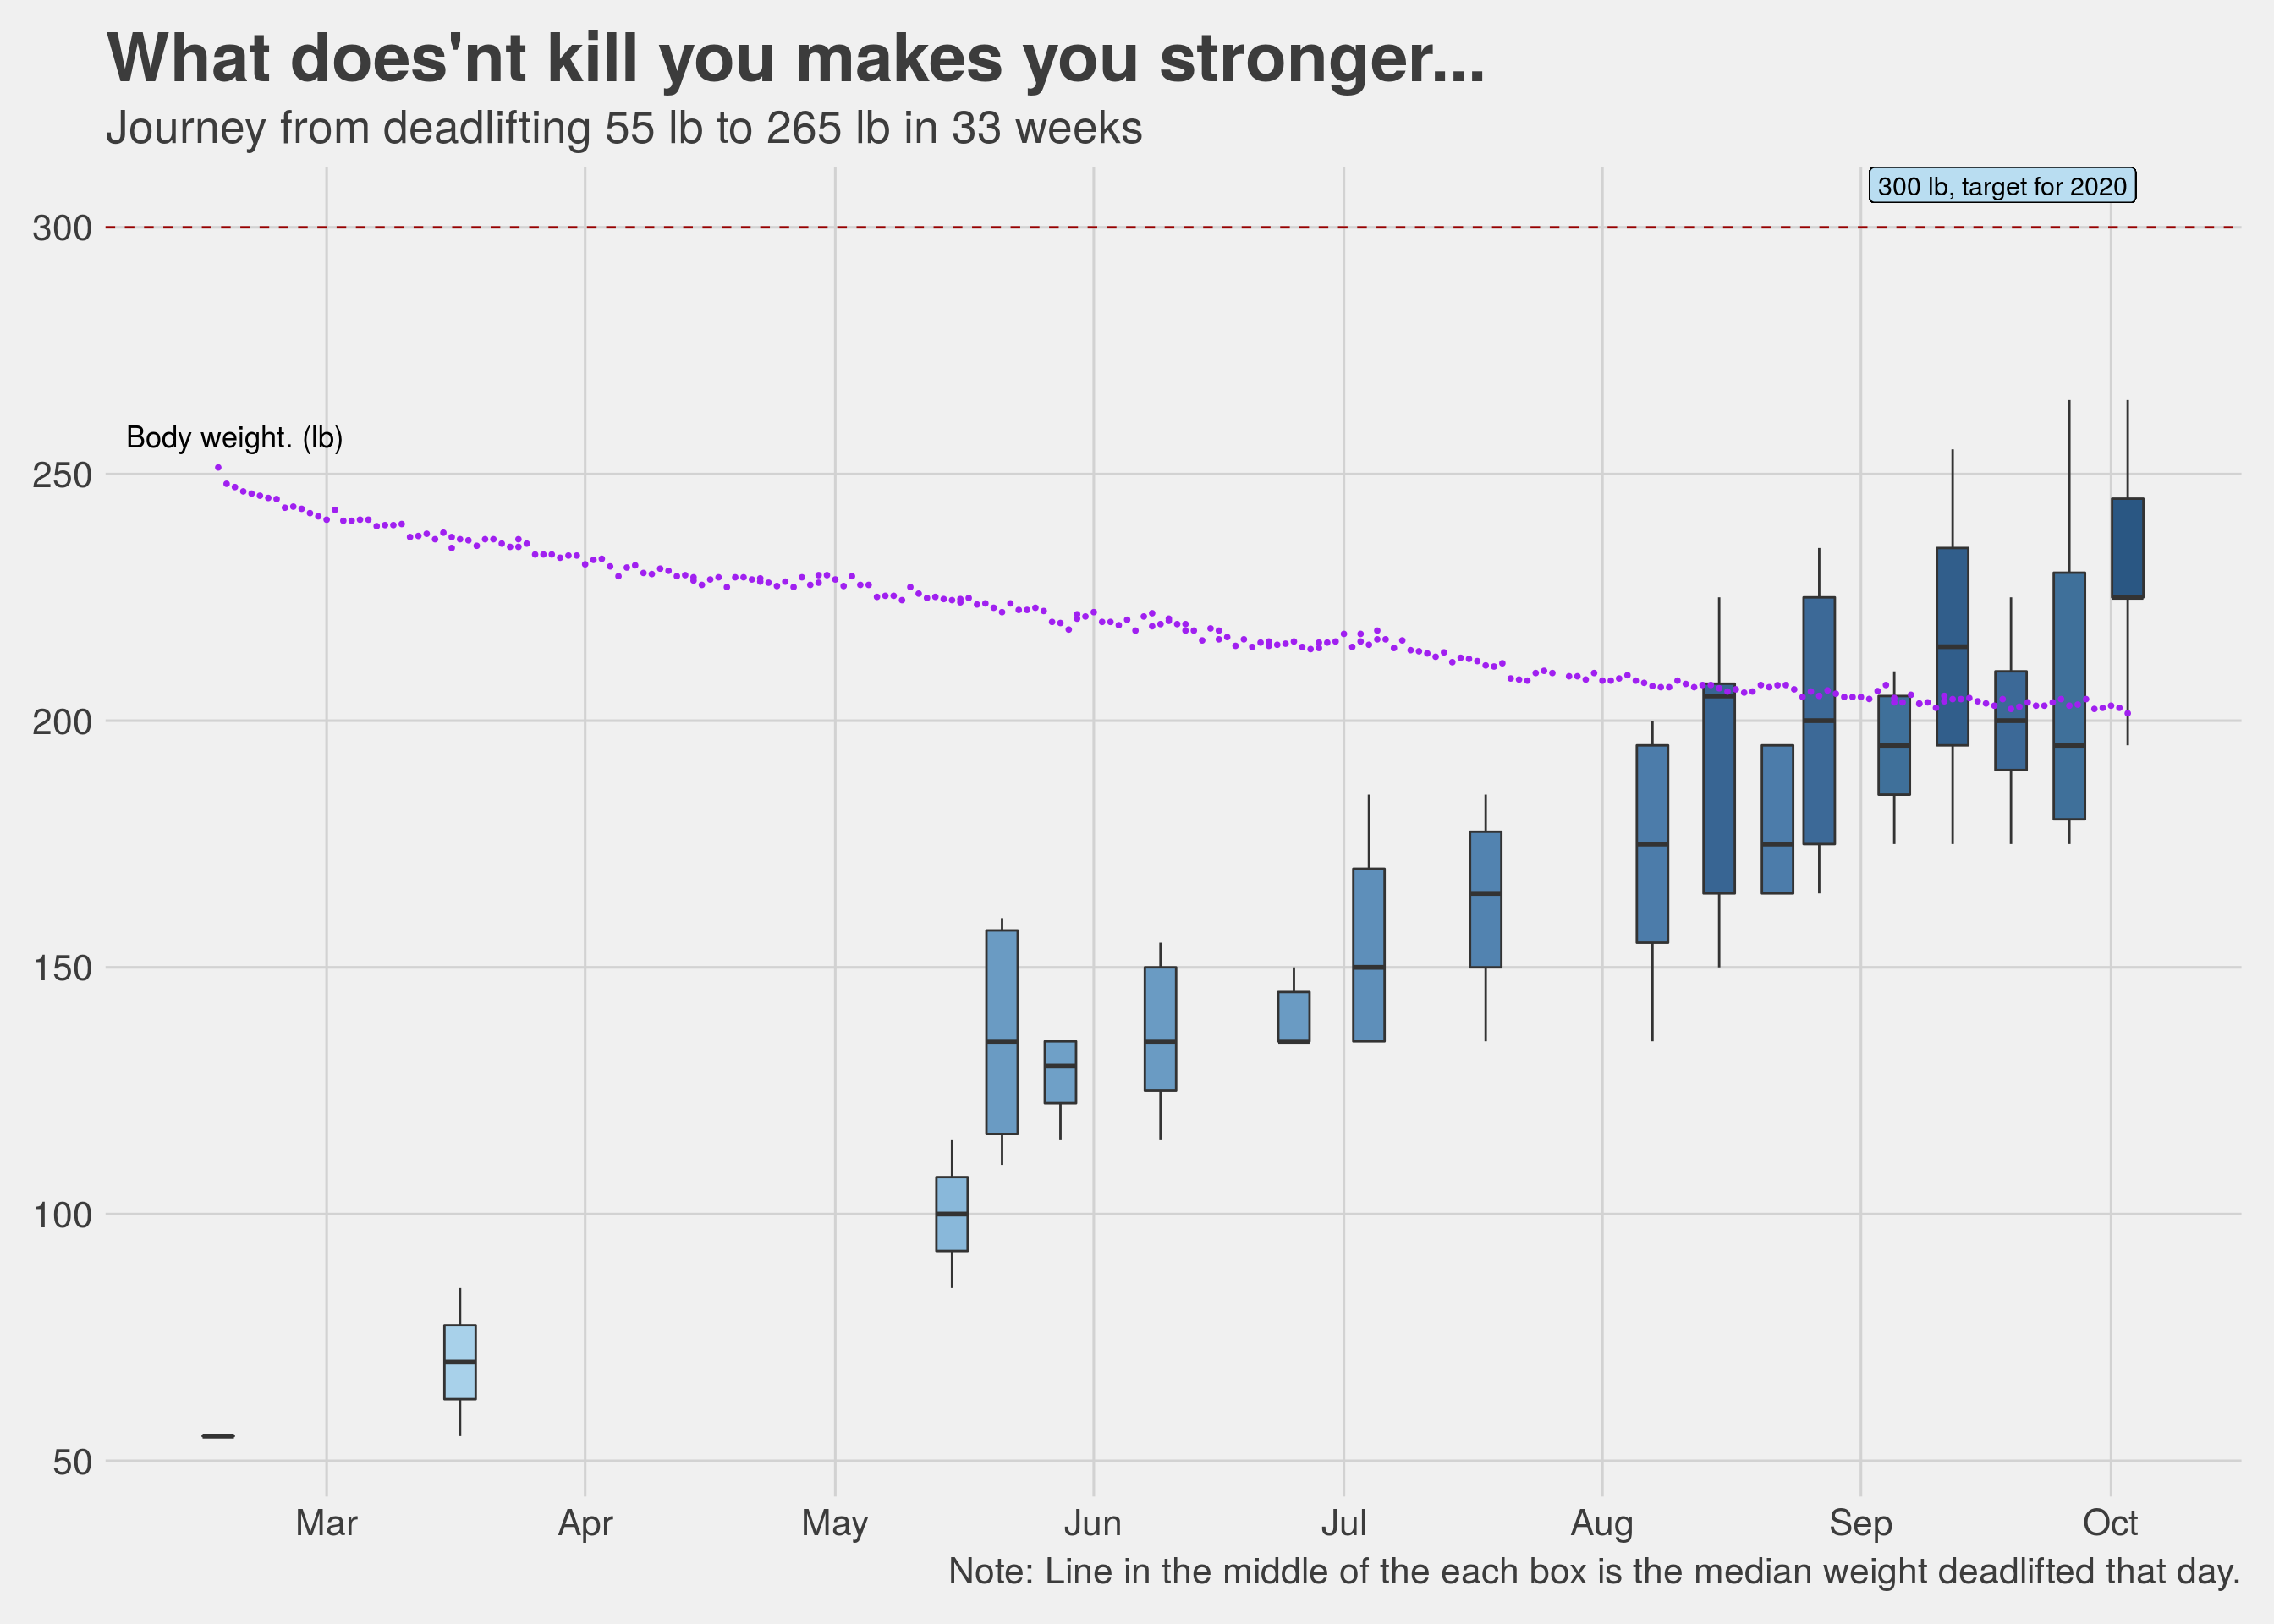 What does'nt kill you makes you stronger...
Journey from deadlifting 55 lb to 265 lb in 33 weeks
300 lb, target for 2020
300
Body weight. (lb)
250
200
150
100
50
Mar Apr May Jun Jul Aug Sep Oct
Note: Line in the middle of the each box is the median weight deadlifted that day.